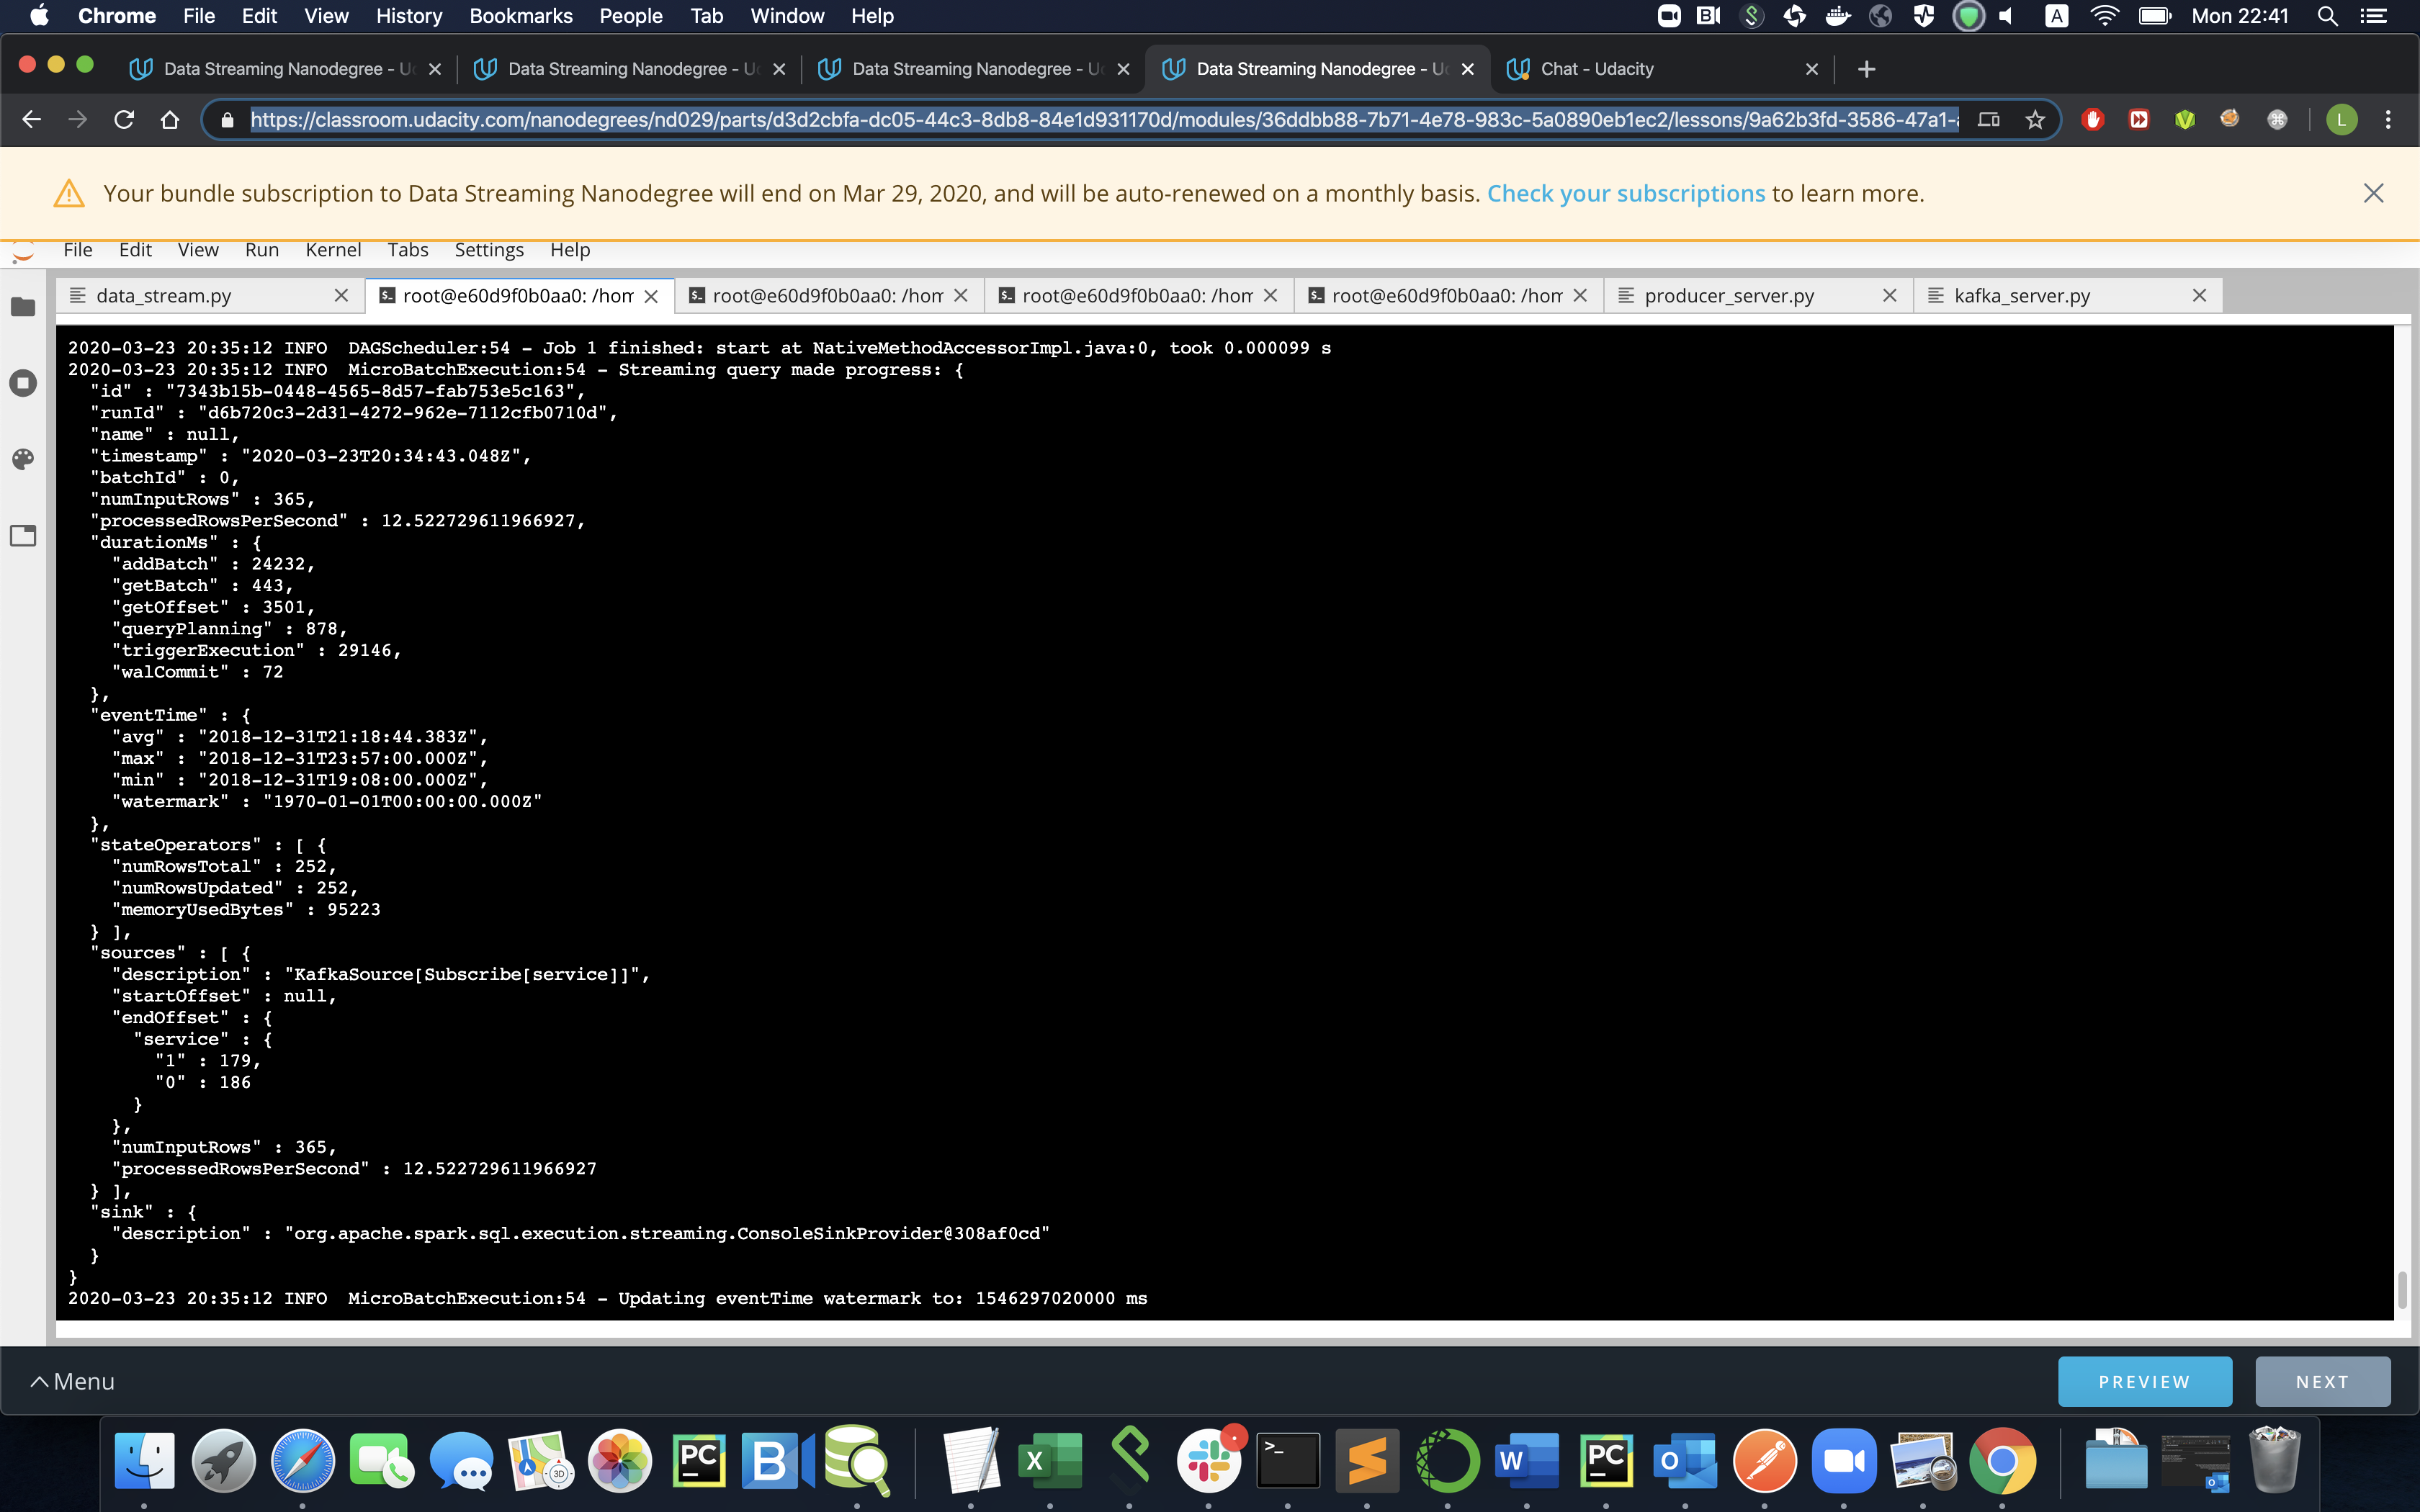 Chrome File Edit View History Bookmarks People Tab Window Help Mon 22:41
Data Streaming Nanodegree - U Data Streaming Nanodegree - U Data Streaming Nanodegree - U Data Streaming Nanodegree - U Chat - Udacity
https://classroom.udacity.com/nanodegrees/nd029/parts/d3d2cbfa-dc05-44c3-8db8-84e1d931170d/modules/36ddbb88-7b71-4e78-983c-5a0890eb1ec2/lessons/9a62b3fd-3586-47a1- L
Your bundle subscription to Data Streaming Nanodegree will end on Mar 29, 2020, and will be auto-renewed on a monthly basis. Check your subscriptions to learn more.
File Edit View Run Kernel Tabs Settings Help
data_stream.py root@e60d9f0b0aa0: /hom root@e60d9f0b0aa0: /hom root@e60d9f0b0aa0: /hom root@e60d9f0b0aa0: /hom producer_server.py kafka_server.py
2020-03-23 20:35:12 INFO  DAGScheduler:54 - Job 1 finished: start at NativeMethodAccessorImpl.java:0, took 0.000099 s
2020-03-23 20:35:12 INFO  MicroBatchExecution:54 - Streaming query made progress: {
"id" : "7343b15b-0448-4565-8d57-fab753e5c163",
"runId" : "d6b720c3-2d31-4272-962e-7112cfb0710d",
"name" : null,
"timestamp" : "2020-03-23T20:34:43.048Z",
"batchId" : 0,
"numInputRows" : 365,
"processedRowsPerSecond" : 12.522729611966927,
"durationMs" : {
"addBatch" : 24232,
"getBatch" : 443,
"getOffset" : 3501,
"queryPlanning" : 878,
"triggerExecution" : 29146,
"walCommit" : 72
},
"eventTime" : {
"avg" : "2018-12-31T21:18:44.383Z",
"max" : "2018-12-31T23:57:00.000Z",
"min" : "2018-12-31T19:08:00.000Z",
"watermark" : "1970-01-01T00:00:00.000Z"
},
"stateOperators" : [ {
"numRowsTotal" : 252,
"numRowsUpdated" : 252,
"memoryUsedBytes" : 95223
} ],
"sources" : [ {
"description" : "KafkaSource[Subscribe[service]]",
"startOffset" : null,
"endOffset" : {
"service" : {
"1" : 179,
"0" : 186
}
},
"numInputRows" : 365,
"processedRowsPerSecond" : 12.522729611966927
} ],
"sink" : {
"description" : "org.apache.spark.sql.execution.streaming.ConsoleSinkProvider@308af0cd"
}
}
2020-03-23 20:35:12 INFO  MicroBatchExecution:54 - Updating eventTime watermark to: 1546297020000 ms
Menu PREVIEW NEXT